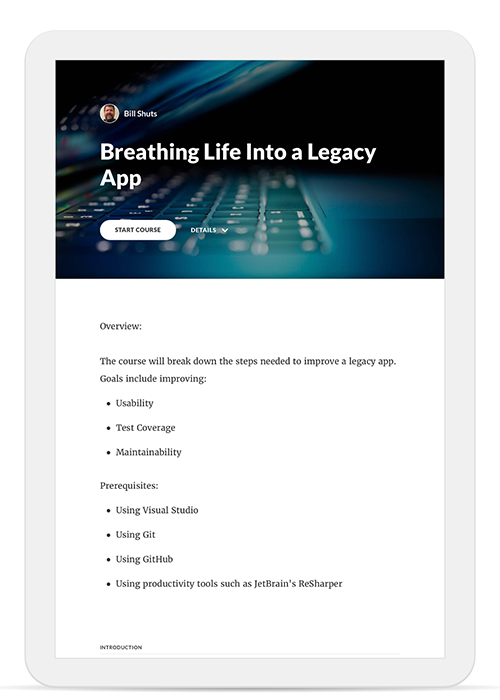 Bill Shuts
Breathing Life Into a Legacy
App
START COURSE DETAILS
Overview:
The course will break down the steps needed to improve a legacy app.
Goals include improving:
• Usability
• Test Coverage
• Maintainability
Prerequisites:
• Using Visual Studio
• Using Git
• Using GitHub
• Using productivity tools such as JetBrain's ReSharper
INTRODUCTION